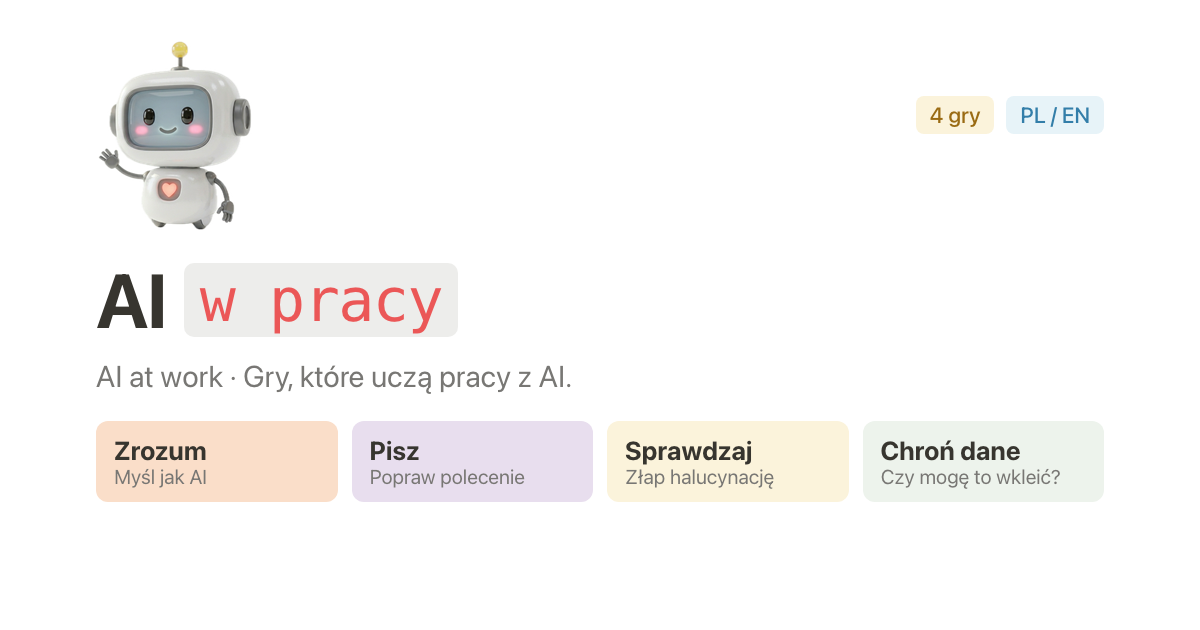 4 gry
PL / EN
AI w pracy
AI at work · Gry, które uczą pracy z AI.
Zrozum
Myśl jak AI
Pisz
Popraw polecenie
Sprawdzaj
Złap halucynację
Chroń dane
Czy mogę to wkleić?